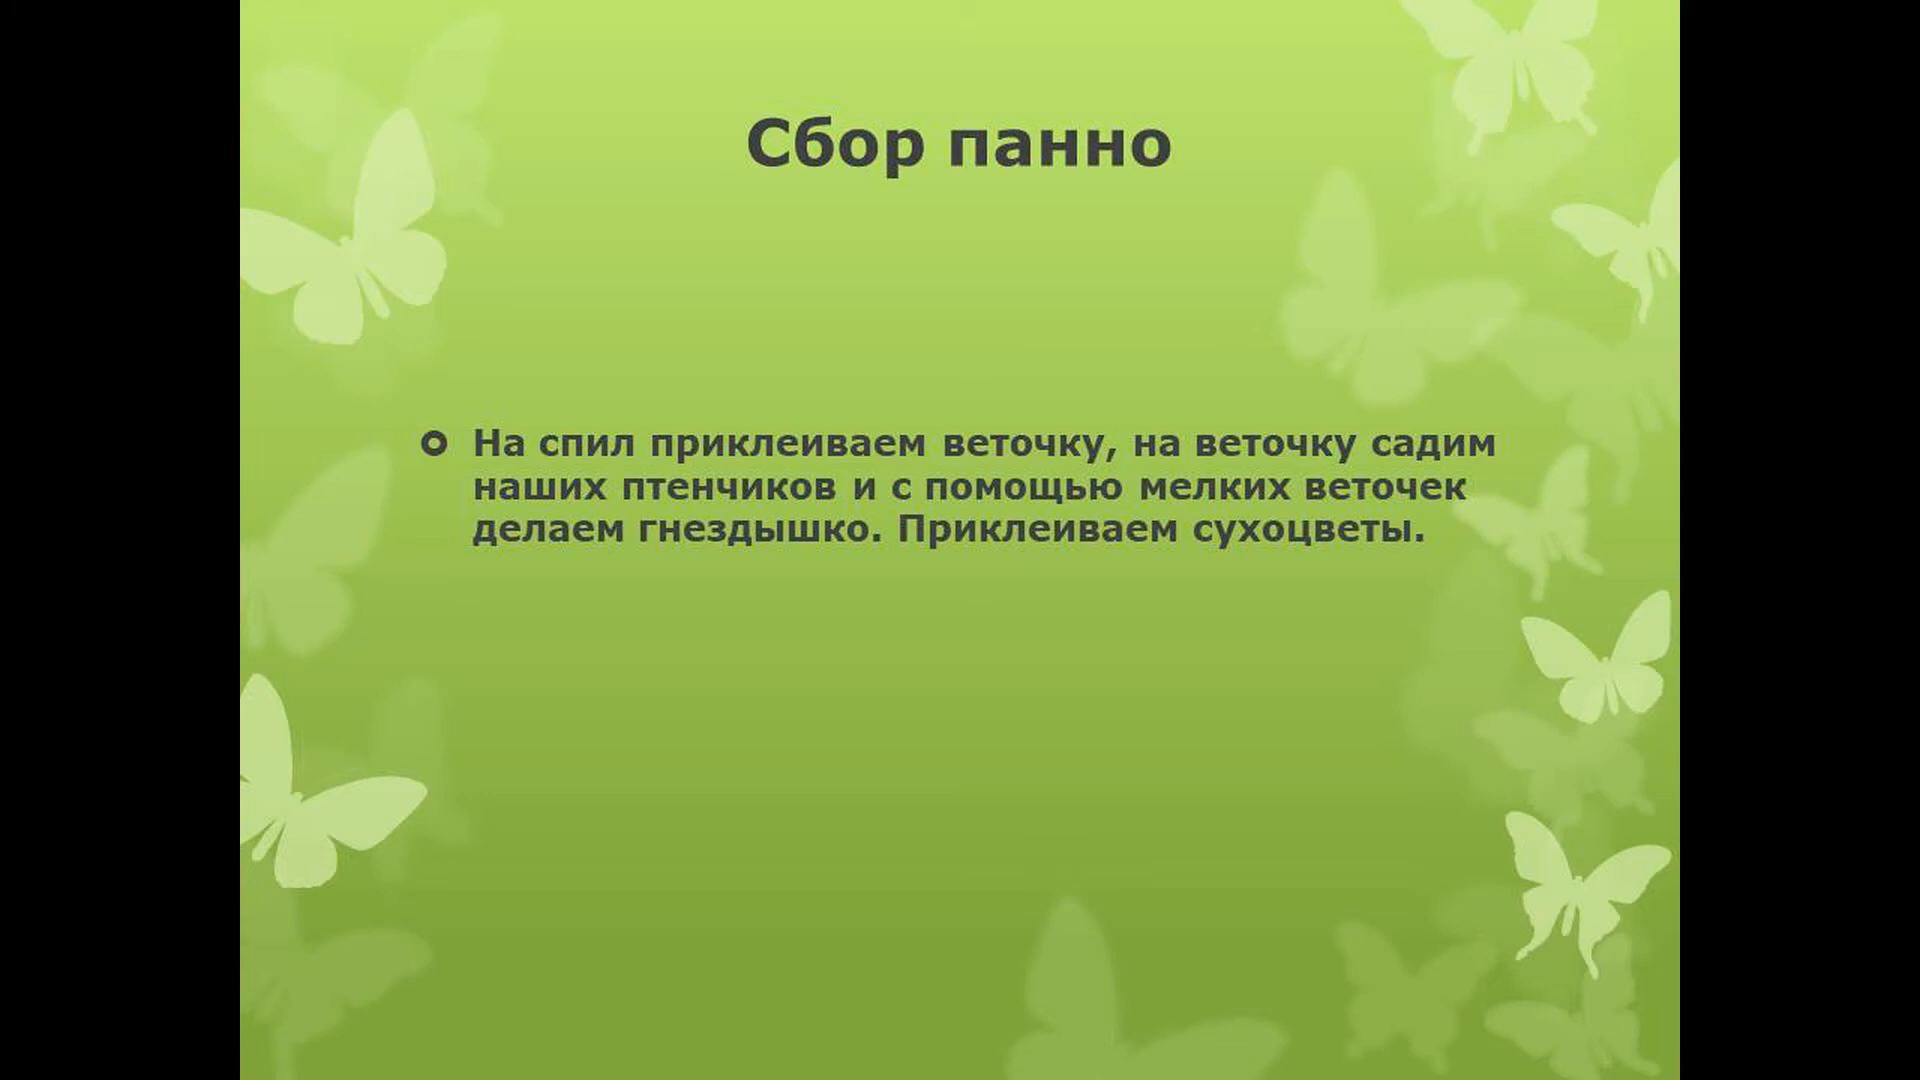 Сбор панно
На спил приклеиваем веточку, на веточку садим
наших птенчиков и с помощью мелких веточек
делаем гнездышко. Приклеиваем сухоцветы.